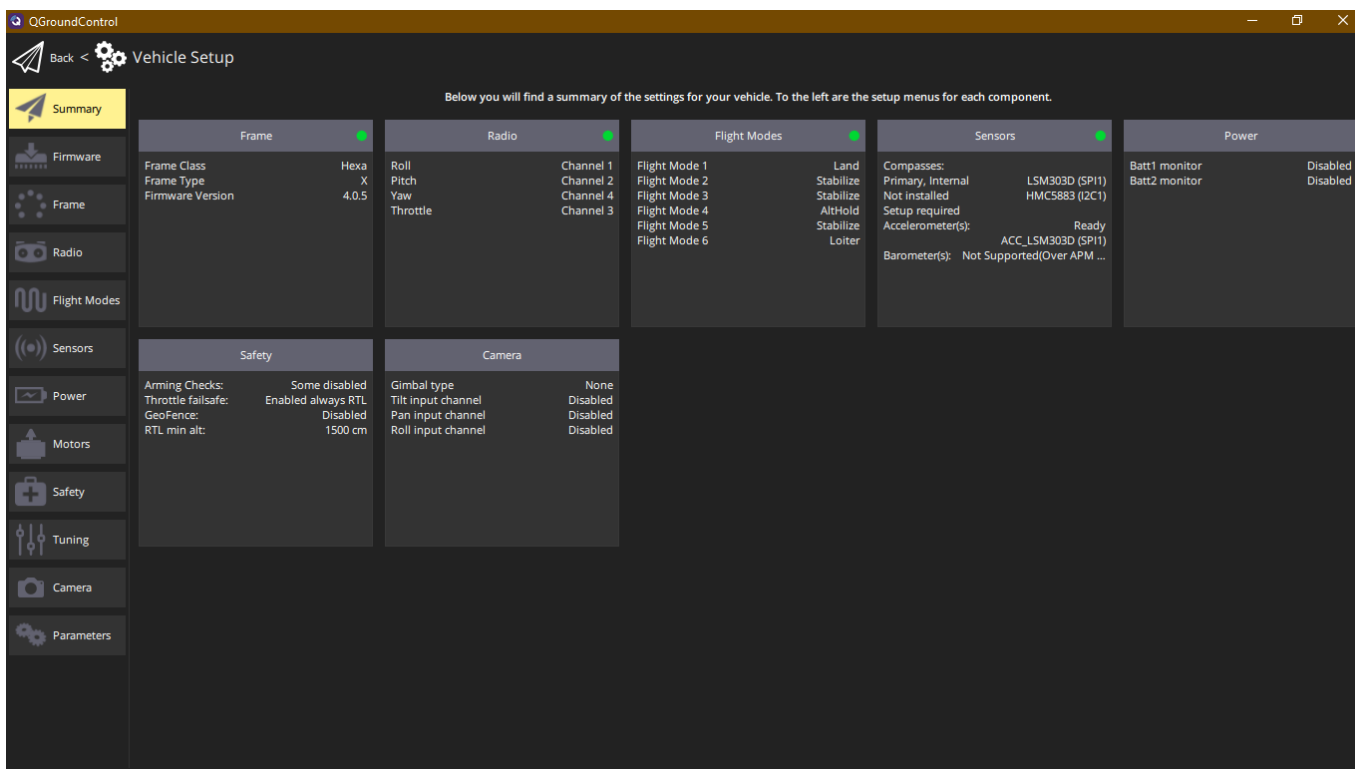 QGroundControl
Back < Vehicle Setup
Below you will find a summary of the settings for your vehicle. To the left are the setup menus for each component.
Summary
Firmware
Frame
Radio
Flight Modes
Sensors
Power
Motors
Safety
Tuning
Camera
Parameters
Frame
Frame Class Hexa
Frame Type X
Firmware Version 4.0.5
Radio
Roll Channel 1
Pitch Channel 2
Yaw Channel 4
Throttle Channel 3
Flight Modes
Flight Mode 1 Land
Flight Mode 2 Stabilize
Flight Mode 3 Stabilize
Flight Mode 4 AltHold
Flight Mode 5 Stabilize
Flight Mode 6 Loiter
Sensors
Compasses:
Primary, Internal LSM303D (SPI1)
Not installed HMC5883 (I2C1)
Setup required
Accelerometer(s): Ready
ACC_LSM303D (SPI1)
Barometer(s): Not Supported(Over APM ...
Power
Batt1 monitor Disabled
Batt2 monitor Disabled
Safety
Arming Checks: Some disabled
Throttle failsafe: Enabled always RTL
GeoFence: Disabled
RTL min alt: 1500 cm
Camera
Gimbal type None
Tilt input channel Disabled
Pan input channel Disabled
Roll input channel Disabled